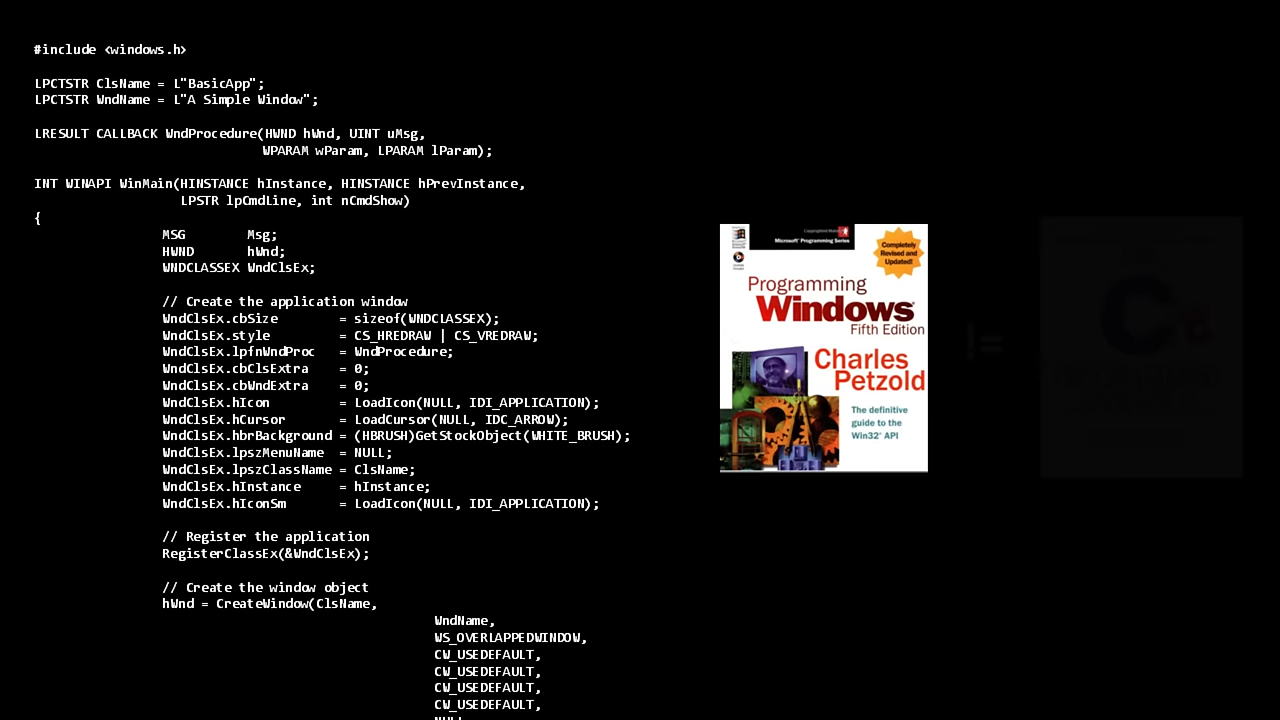 #include <windows.h>
LPCTSTR ClsName = L"BasicApp";
LPCTSTR WndName = L"A Simple Window";
LRESULT CALLBACK WndProcedure(HWND hWnd, UINT uMsg,
WPARAM wParam, LPARAM lParam);
INT WINAPI WinMain(HINSTANCE hInstance, HINSTANCE hPrevInstance,
LPSTR lpCmdLine, int nCmdShow)
{
MSG Msg;
HWND hWnd;
WNDCLASSEX WndClsEx;
// Create the application window
WndClsEx.cbSize = sizeof(WNDCLASSEX);
WndClsEx.style = CS_HREDRAW | CS_VREDRAW;
WndClsEx.lpfnWndProc = WndProcedure;
WndClsEx.cbClsExtra = 0;
WndClsEx.cbWndExtra = 0;
WndClsEx.hIcon = LoadIcon(NULL, IDI_APPLICATION);
WndClsEx.hCursor = LoadCursor(NULL, IDC_ARROW);
WndClsEx.hbrBackground = (HBRUSH)GetStockObject(WHITE_BRUSH);
WndClsEx.lpszMenuName = NULL;
WndClsEx.lpszClassName = ClsName;
WndClsEx.hInstance = hInstance;
WndClsEx.hIconSm = LoadIcon(NULL, IDI_APPLICATION);
// Register the application
RegisterClassEx(&WndClsEx);
// Create the window object
hWnd = CreateWindow(ClsName,
WndName,
WS_OVERLAPPEDWINDOW,
CW_USEDEFAULT,
CW_USEDEFAULT,
CW_USEDEFAULT,
CW_USEDEFAULT,
NULL
Microsoft Programming Series
Completely
Revised and
Updated!
Programming
Windows
Fifth Edition
Charles
Petzold
The definitive
guide to the
Win32 API
!=
C